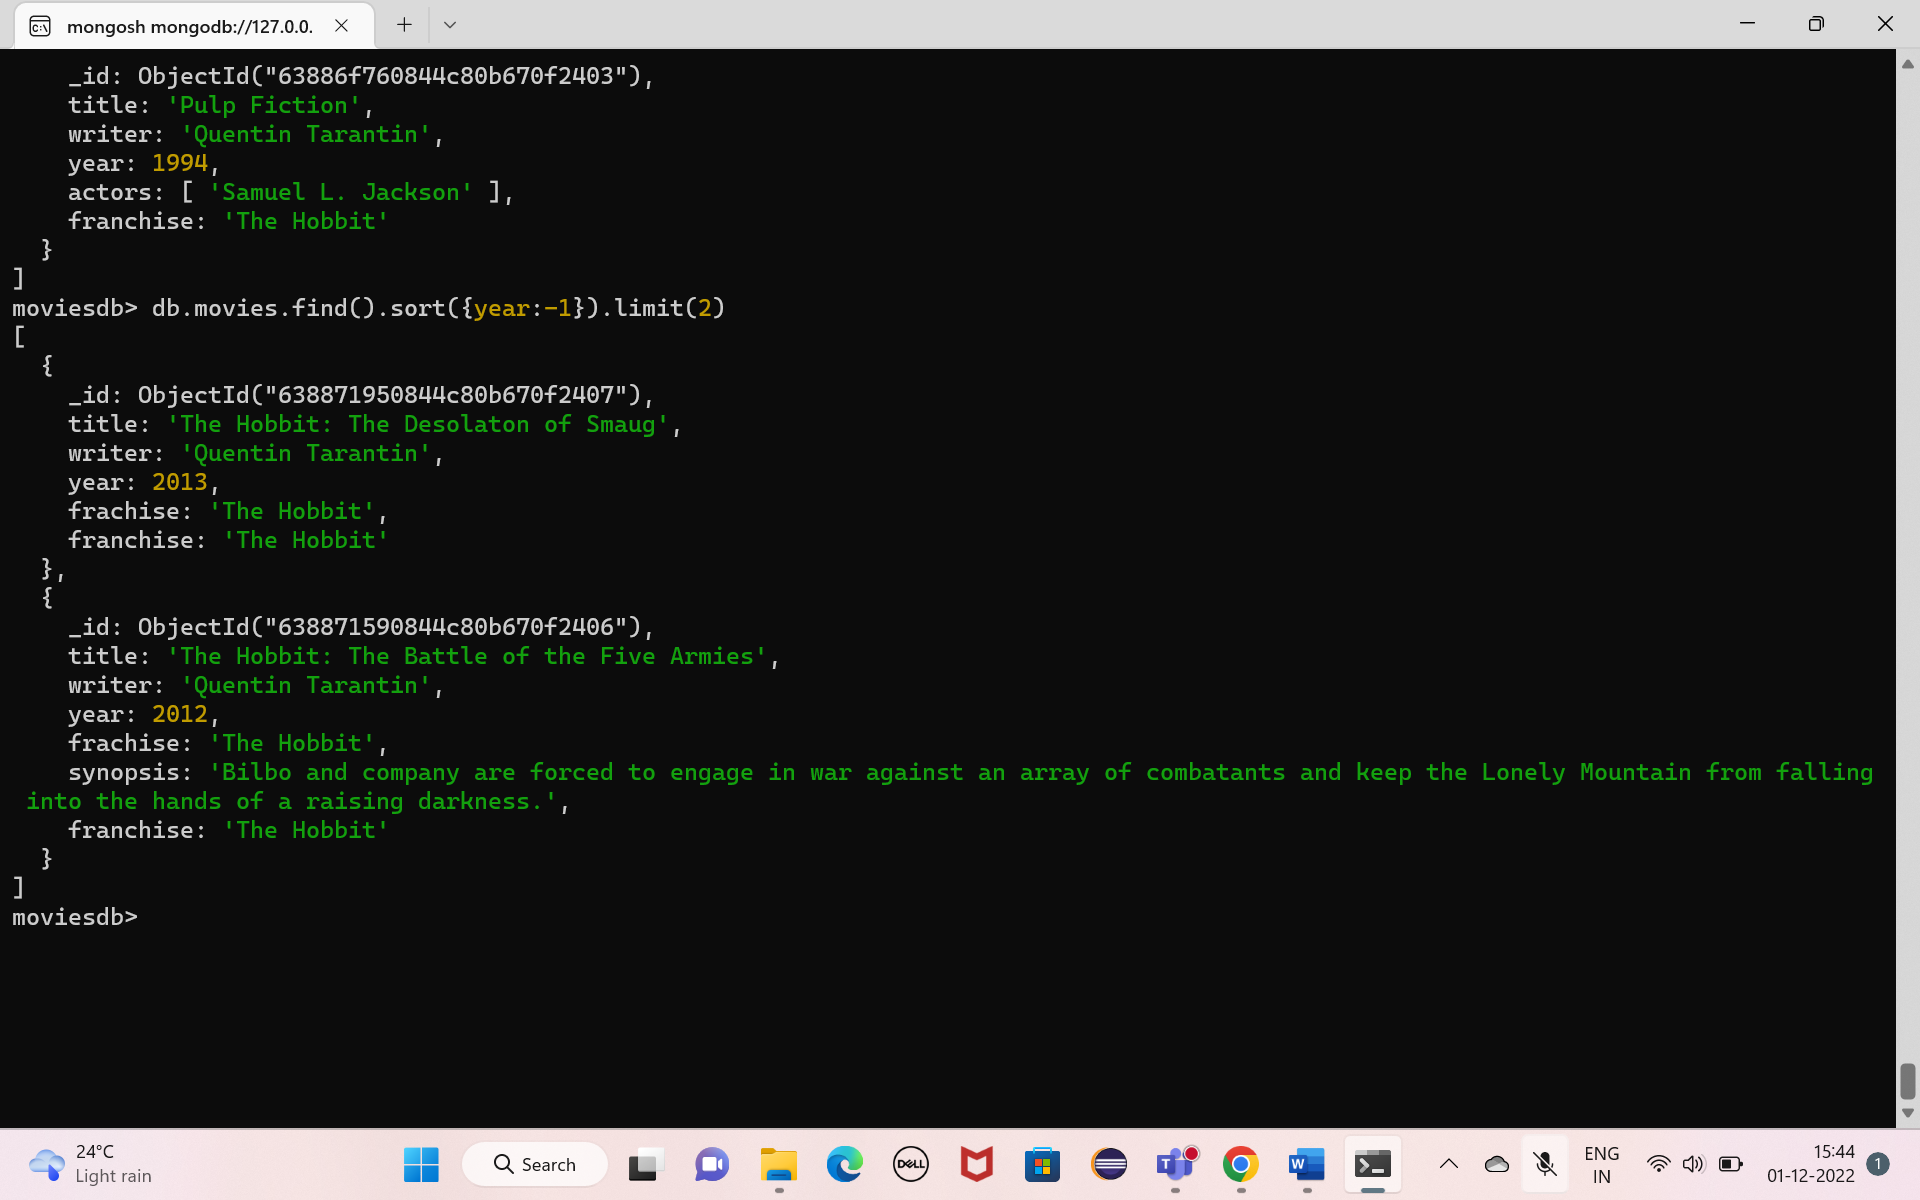 mongosh mongodb://127.0.0.
_id: ObjectId("63886f760844c80b670f2403"),
title: 'Pulp Fiction',
writer: 'Quentin Tarantin',
year: 1994,
actors: [ 'Samuel L. Jackson' ],
franchise: 'The Hobbit'
}
]
moviesdb> db.movies.find().sort({year:-1}).limit(2)
[
{
_id: ObjectId("638871950844c80b670f2407"),
title: 'The Hobbit: The Desolaton of Smaug',
writer: 'Quentin Tarantin',
year: 2013,
frachise: 'The Hobbit',
franchise: 'The Hobbit'
},
{
_id: ObjectId("638871590844c80b670f2406"),
title: 'The Hobbit: The Battle of the Five Armies',
writer: 'Quentin Tarantin',
year: 2012,
frachise: 'The Hobbit',
synopsis: 'Bilbo and company are forced to engage in war against an array of combatants and keep the Lonely Mountain from falling
into the hands of a raising darkness.',
franchise: 'The Hobbit'
}
]
moviesdb>
24°C
Light rain
Search
DELL
ENG
IN
15:44
01-12-2022
1